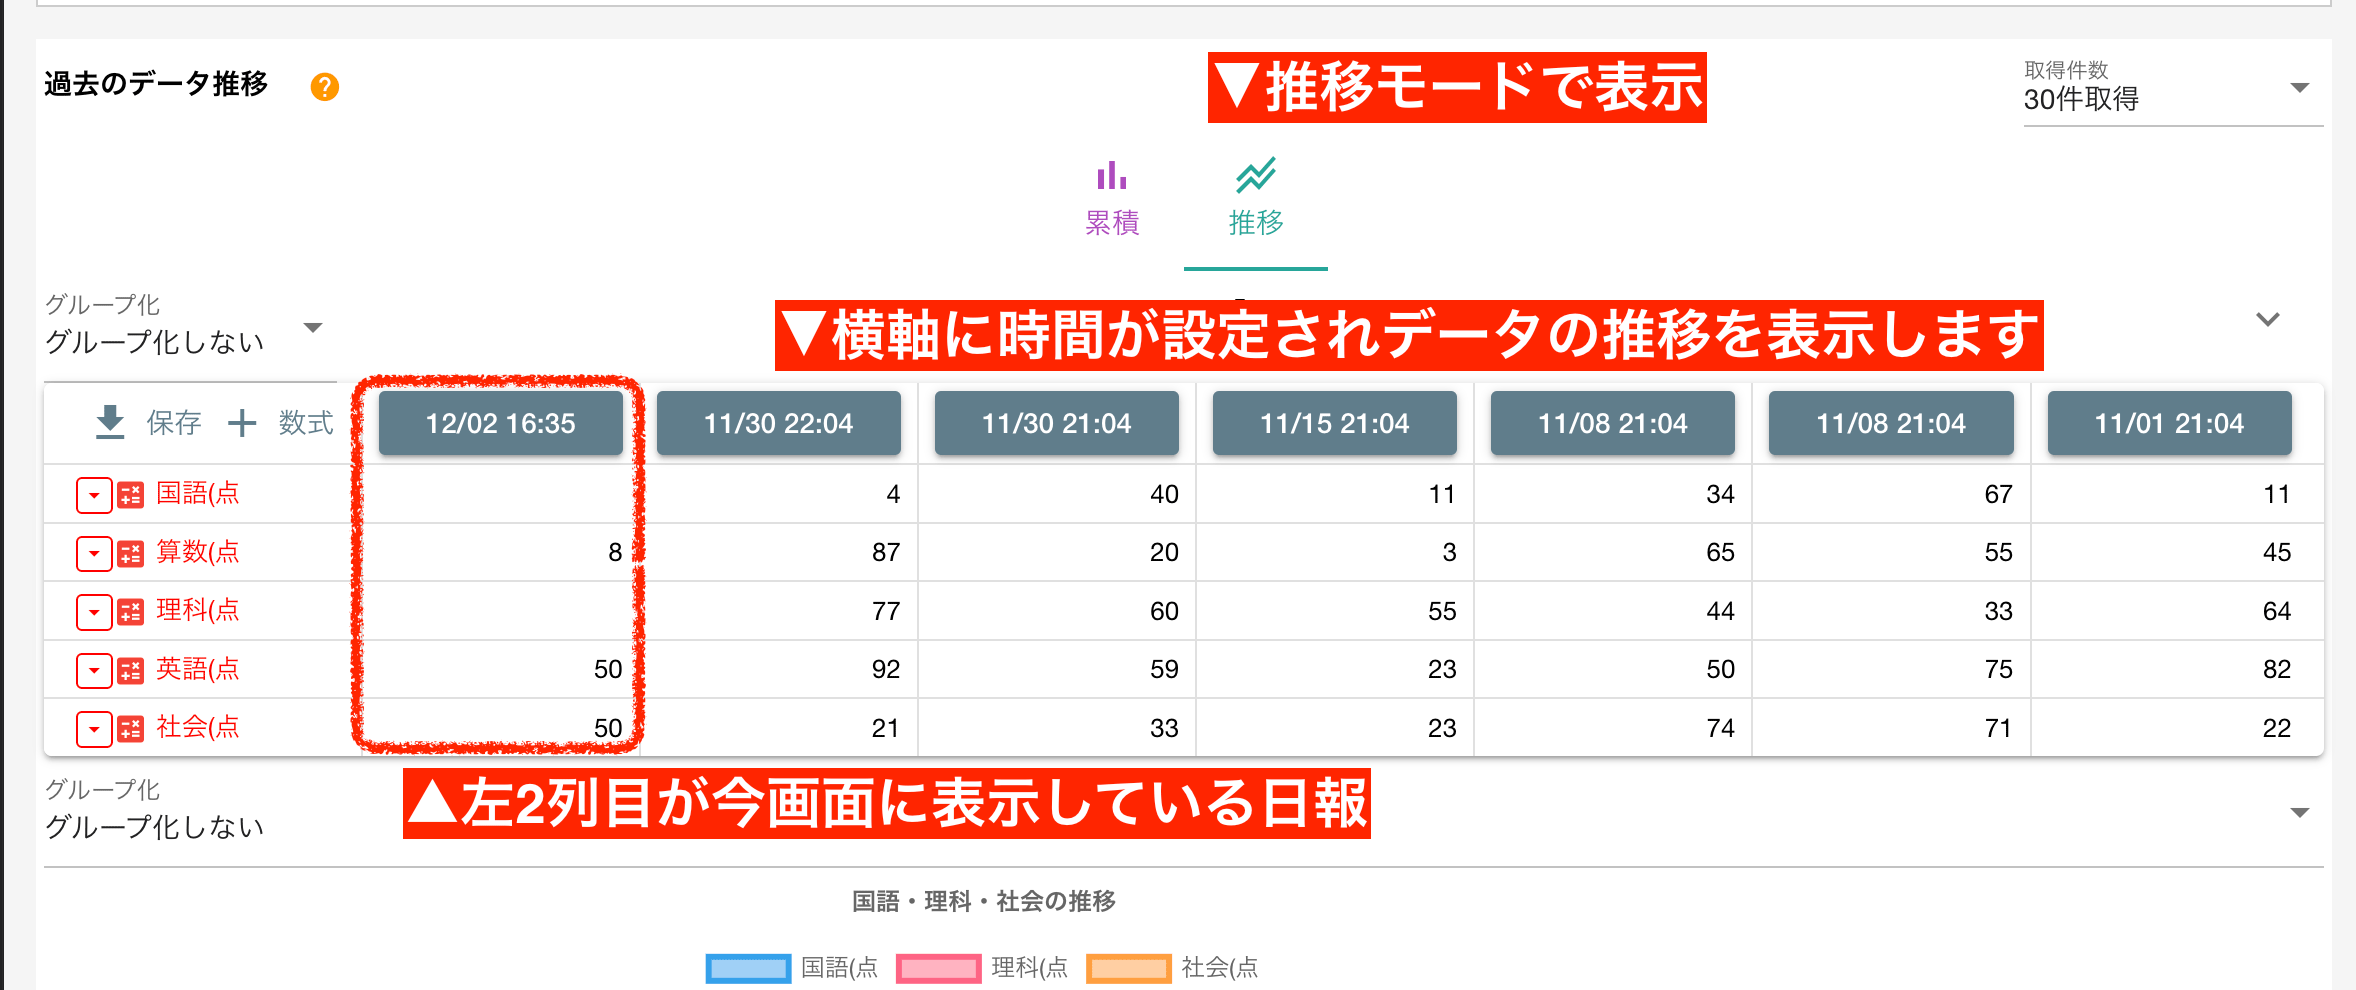 過去のデータ推移 ?
▼推移モードで表示
取得件数
30件取得
累積 推移
グループ化
グループ化しない
▼横軸に時間が設定されデータの推移を表示します
保存 + 数式 12/02 16:35 11/30 22:04 11/30 21:04 11/15 21:04 11/08 21:04 11/08 21:04 11/01 21:04
国語(点 4 40 11 34 67 11
算数(点 8 87 20 3 65 55 45
理科(点 77 60 55 44 33 64
英語(点 50 92 59 23 50 75 82
社会(点 50 21 33 23 74 71 22
グループ化
グループ化しない
▲左2列目が今画面に表示している日報
国語・理科・社会の推移
国語(点 理科(点 社会(点